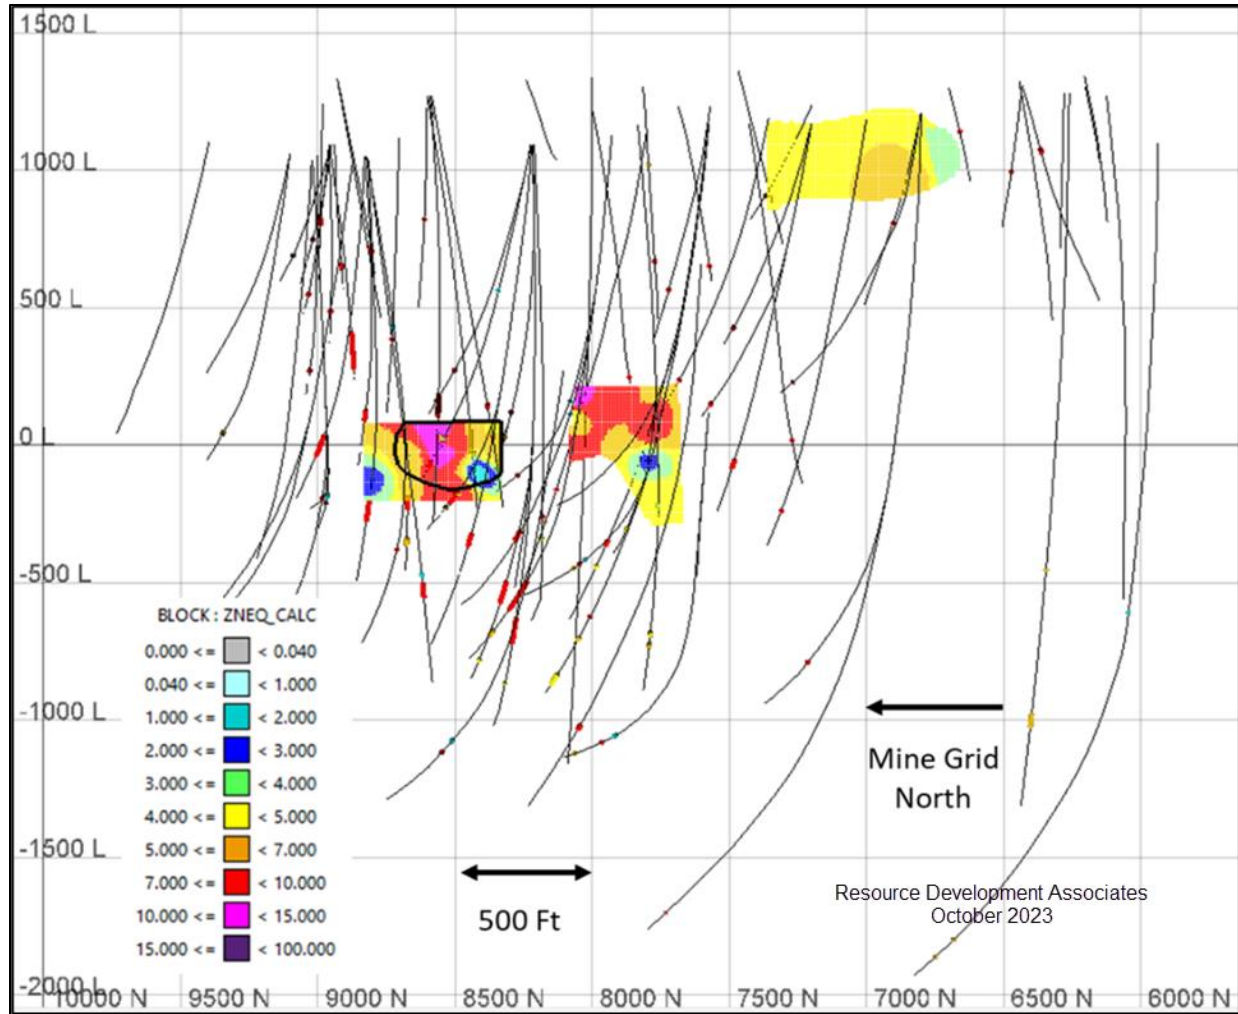 1500 L
1000 L
500 L
0 L
-500 L
BLOCK : ZNEQ_CALC
0.000 <= < 0.040
0.040 <= < 1.000
1.000 <= < 2.000
2.000 <= < 3.000
3.000 <= < 4.000
4.000 <= < 5.000
5.000 <= < 7.000
7.000 <= < 10.000
10.000 <= < 15.000
15.000 <= < 100.000
-1000 L
Mine Grid
North
-1500 L
500 Ft
Resource Development Associates
October 2023
-2000 L
10000 N 9500 N 9000 N 8500 N 8000 N 7500 N 7000 N 6500 N 6000 N